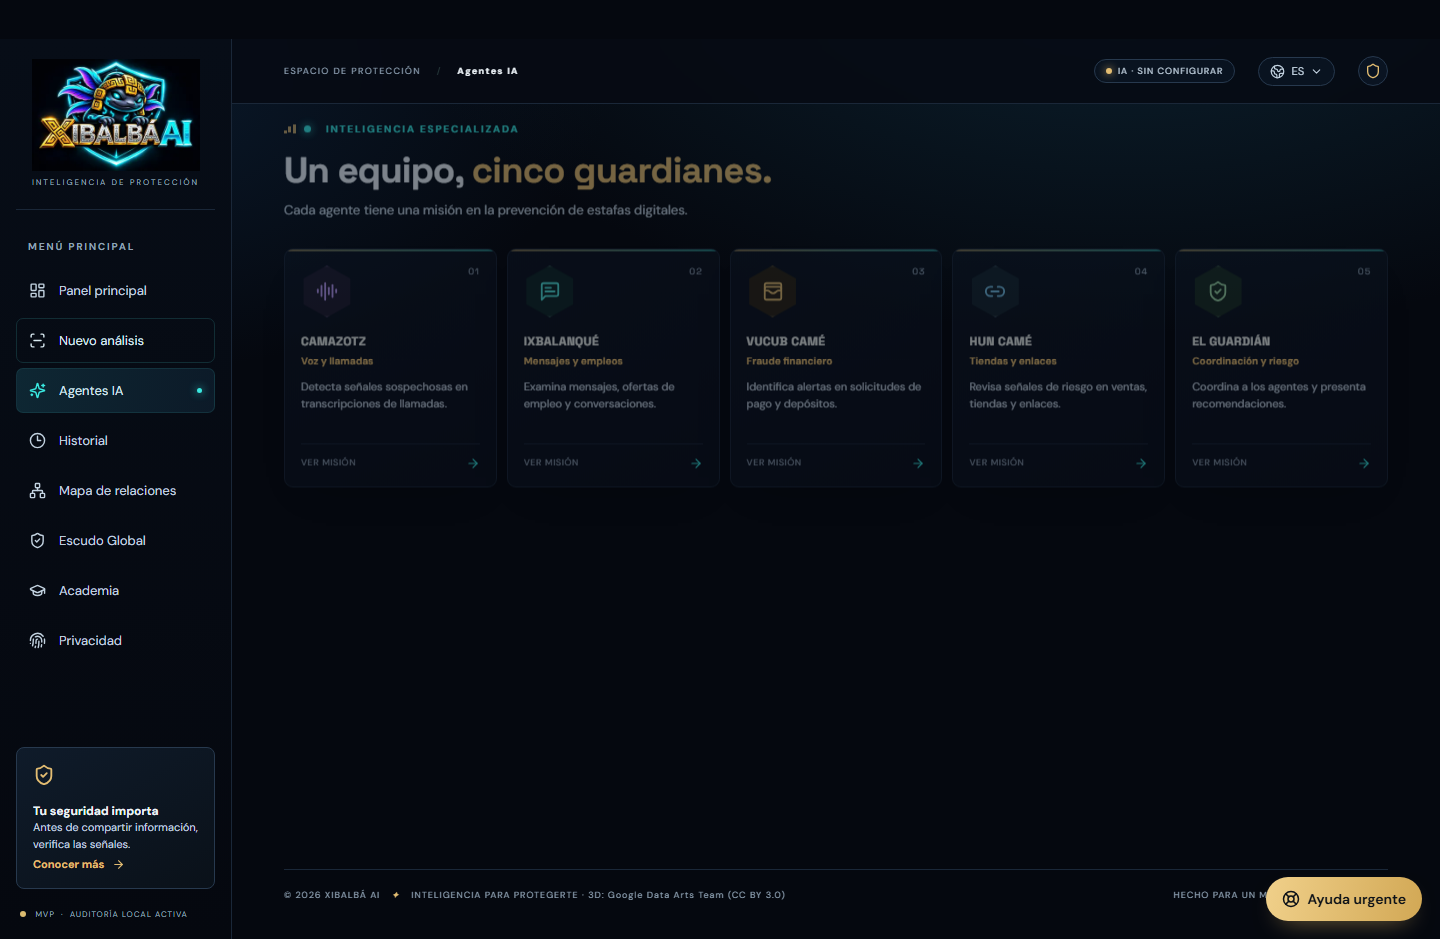 XIBALBÁ AI
INTELIGENCIA DE PROTECCIÓN
MENÚ PRINCIPAL
Panel principal
Nuevo análisis
Agentes IA
Historial
Mapa de relaciones
Escudo Global
Academia
Privacidad
Tu seguridad importa
Antes de compartir información,
verifica las señales.
Conocer más
MVP · AUDITORÍA LOCAL ACTIVA
ESPACIO DE PROTECCIÓN / Agentes IA
IA · SIN CONFIGURAR
ES
INTELIGENCIA ESPECIALIZADA
Un equipo, cinco guardianes.
Cada agente tiene una misión en la prevención de estafas digitales.
01
CAMAZOTZ
Voz y llamadas
Detecta señales sospechosas en
transcripciones de llamadas.
VER MISIÓN
02
IXBALANQUÉ
Mensajes y empleos
Examina mensajes, ofertas de
empleo y conversaciones.
VER MISIÓN
03
VUCUB CAMÉ
Fraude financiero
Identifica alertas en solicitudes de
pago y depósitos.
VER MISIÓN
04
HUN CAMÉ
Tiendas y enlaces
Revisa señales de riesgo en ventas,
tiendas y enlaces.
VER MISIÓN
05
EL GUARDIÁN
Coordinación y riesgo
Coordina a los agentes y presenta
recomendaciones.
VER MISIÓN
© 2026 XIBALBÁ AI ✦ INTELIGENCIA PARA PROTEGERTE · 3D: Google Data Arts Team (CC BY 3.0)
HECHO PARA UN
Ayuda urgente